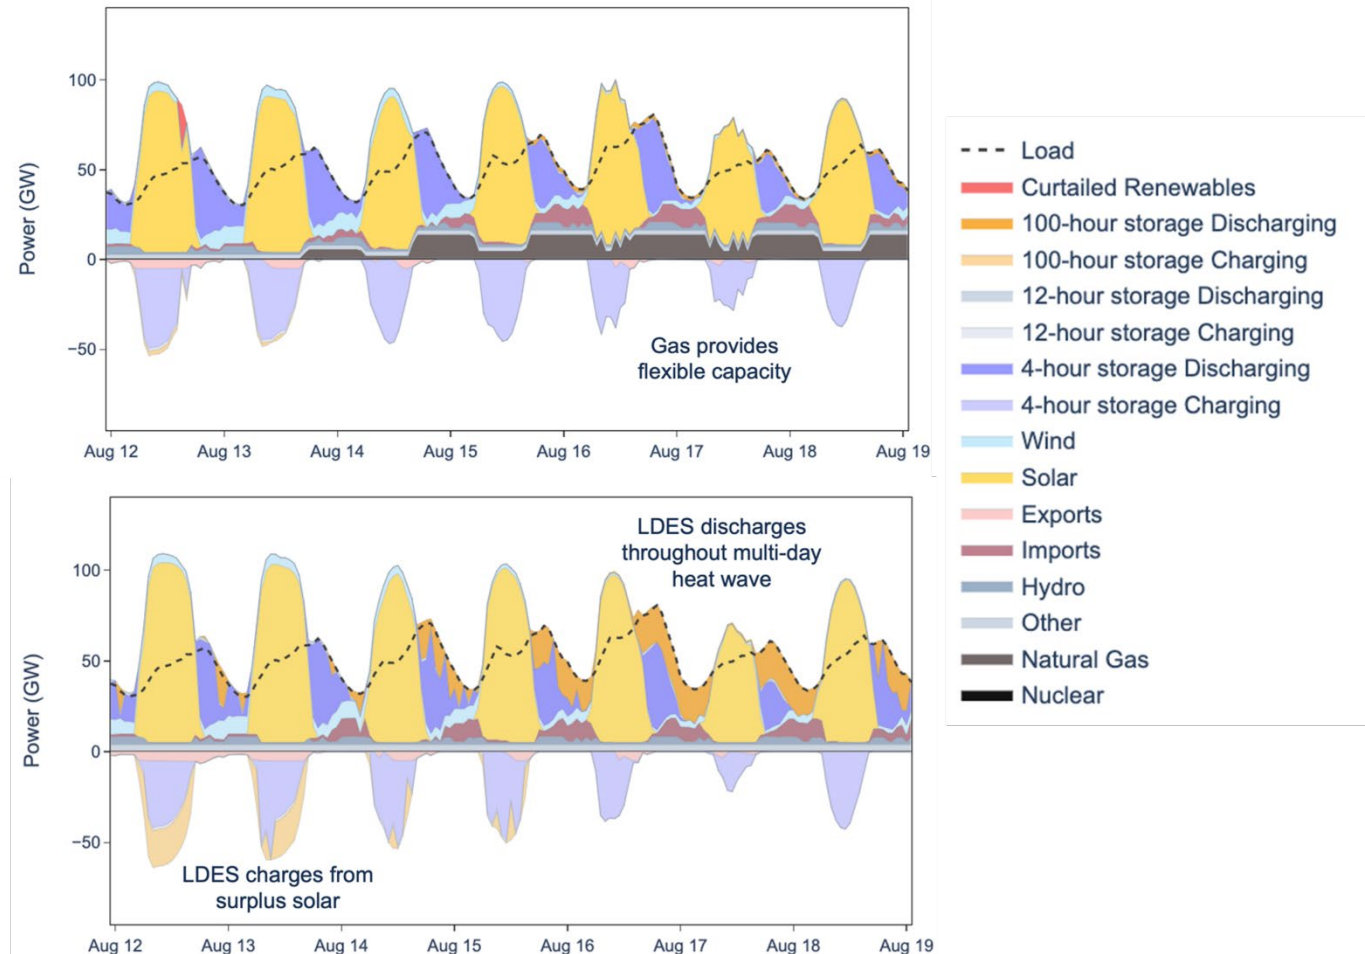 100
50
0
−50
Power (GW)
Gas provides
flexible capacity
Aug 12
Aug 13
Aug 14
Aug 15
Aug 16
Aug 17
Aug 18
Aug 19
Load
Curtailed Renewables
100-hour storage Discharging
100-hour storage Charging
12-hour storage Discharging
12-hour storage Charging
4-hour storage Discharging
4-hour storage Charging
Wind
Solar
Exports
Imports
Hydro
Other
Natural Gas
Nuclear
100
50
0
−50
Power (GW)
LDES discharges
throughout multi-day
heat wave
LDES charges from
surplus solar
Aug 12
Aug 13
Aug 14
Aug 15
Aug 16
Aug 17
Aug 18
Aug 19